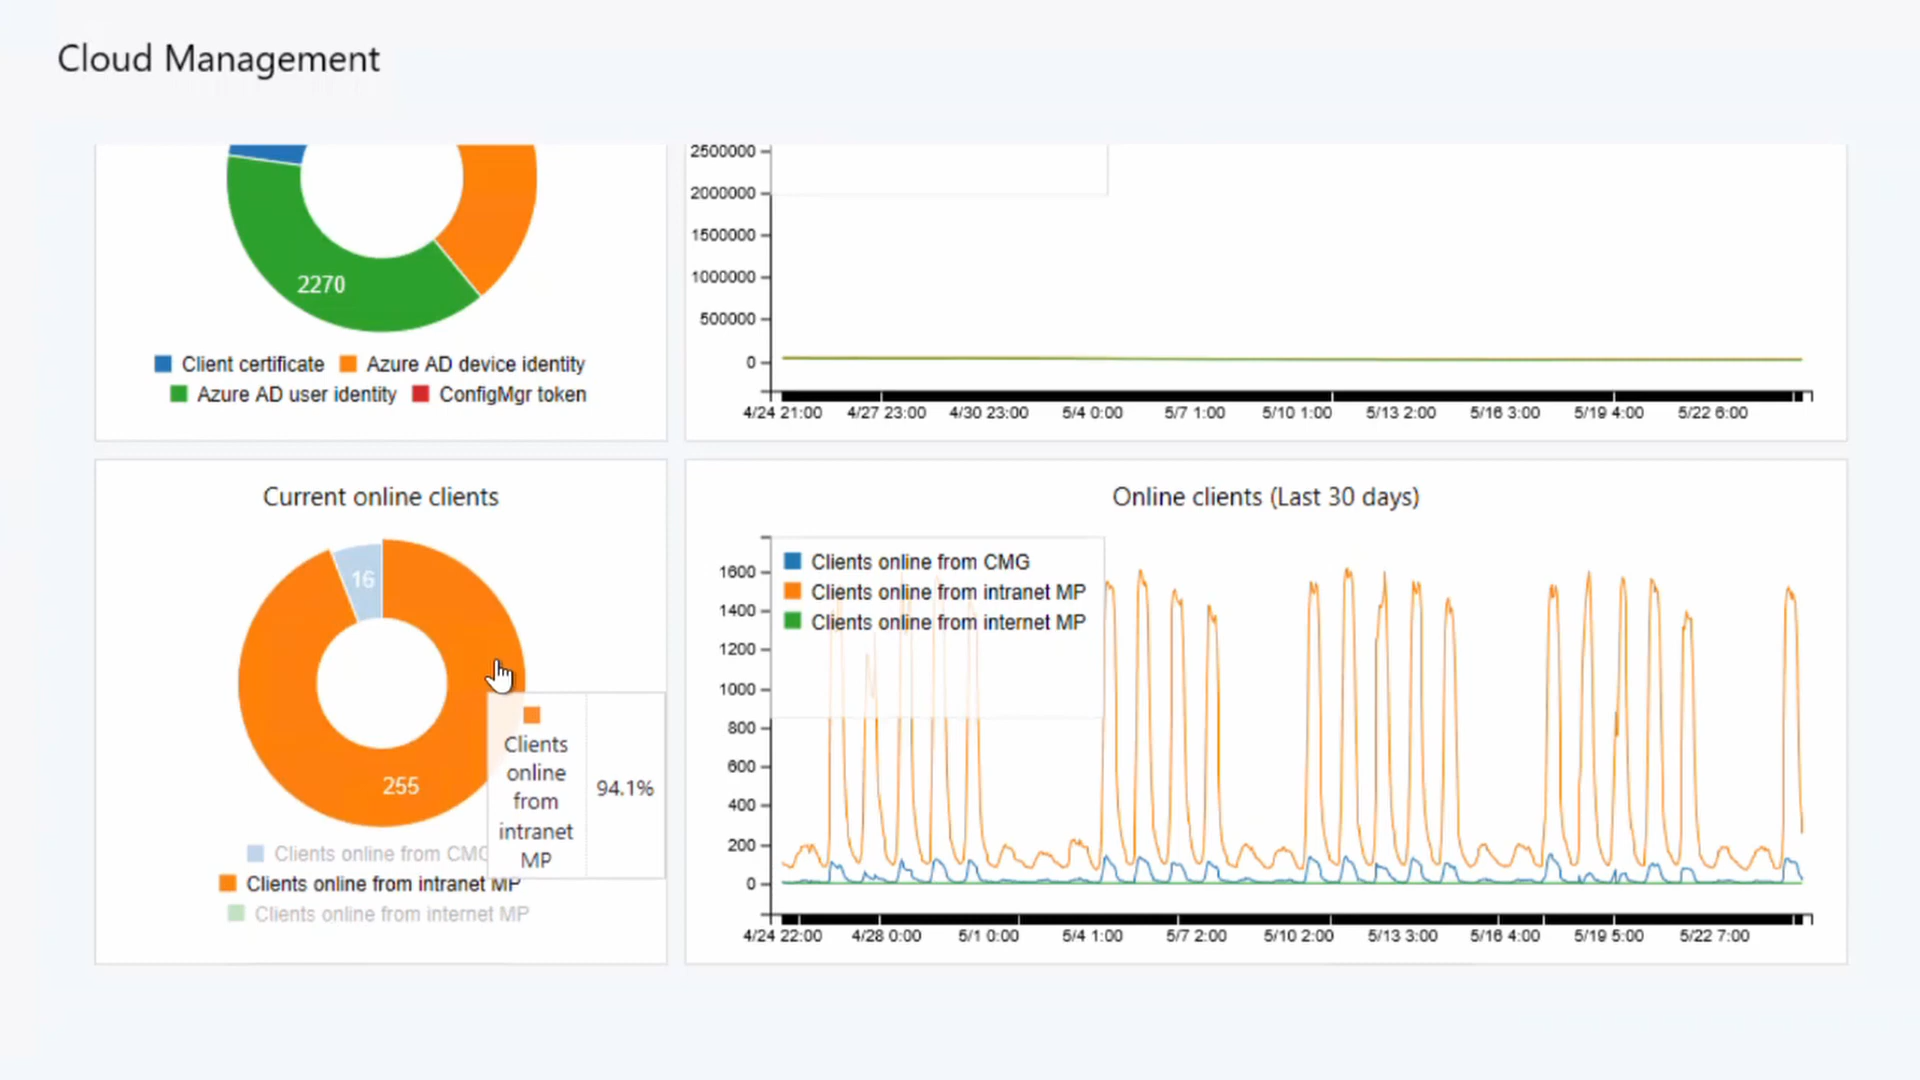 Cloud Management
2270
Client certificate Azure AD device identity
Azure AD user identity ConfigMgr token
2500000
2000000
1500000
1000000
500000
0
4/24 21:00 4/27 23:00 4/30 23:00 5/4 0:00 5/7 1:00 5/10 1:00 5/13 2:00 5/16 3:00 5/19 4:00 5/22 6:00
Current online clients
16
255
Clients
online
from
intranet
MP
94.1%
Clients online from CMG
Clients online from intranet MP
Clients online from internet MP
Online clients (Last 30 days)
Clients online from CMG
Clients online from intranet MP
Clients online from internet MP
1600
1400
1200
1000
800
600
400
200
0
4/24 22:00 4/28 0:00 5/1 0:00 5/4 1:00 5/7 2:00 5/10 2:00 5/13 3:00 5/16 4:00 5/19 5:00 5/22 7:00